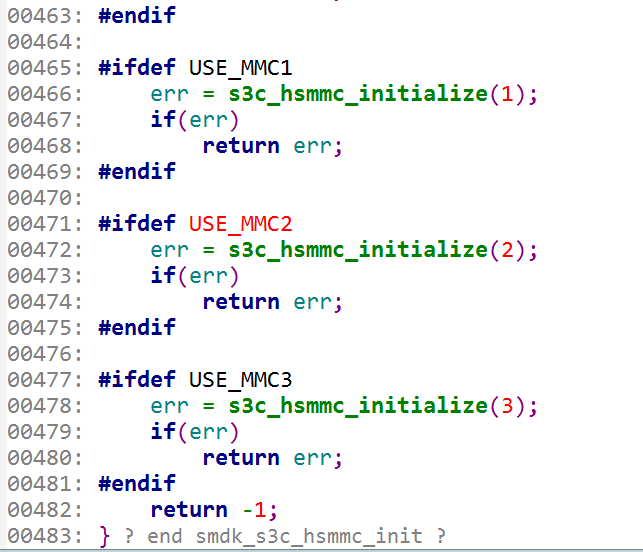 00463: #endif
00464:
00465: #ifdef USE_MMC1
00466:     err = s3c_hsmmc_initialize(1);
00467:     if(err)
00468:         return err;
00469: #endif
00470:
00471: #ifdef USE_MMC2
00472:     err = s3c_hsmmc_initialize(2);
00473:     if(err)
00474:         return err;
00475: #endif
00476:
00477: #ifdef USE_MMC3
00478:     err = s3c_hsmmc_initialize(3);
00479:     if(err)
00480:         return err;
00481: #endif
00482:     return -1;
00483: } ? end smdk_s3c_hsmmc_init ?